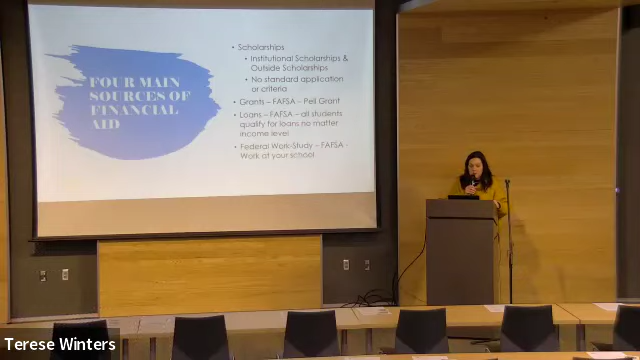 FOUR MAIN
SOURCES OF
FINANCIAL
AID
• Scholarships
• Institutional Scholarships &
Outside Scholarships
• No standard application
or criteria
• Grants – FAFSA – Pell Grant
• Loans – FAFSA – all students
qualify for loans no matter
income level
• Federal Work-Study – FAFSA -
Work at your school
Terese Winters